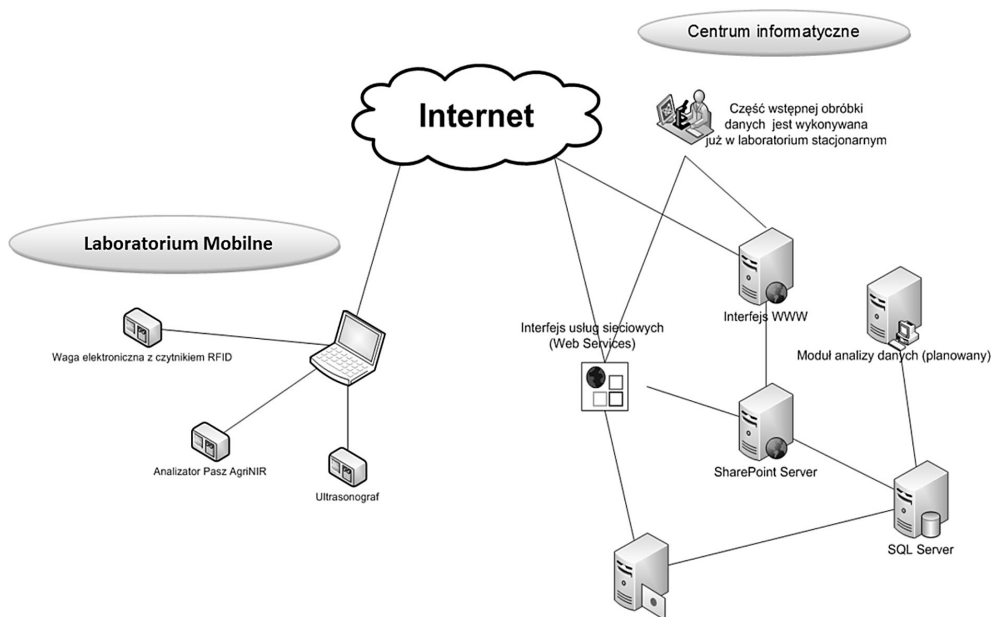 Centrum informatyczne
Internet
Część wstępnej obróbki
danych jest wykonywana
już w laboratorium stacjonarnym
Laboratorium Mobilne
Interfejs WWW
Interfejs usług sieciowych
(Web Services)
Waga elektroniczna z czytnikiem RFID
Moduł analizy danych (planowany)
Analizator Pasz AgriNIR
SharePoint Server
Ultrasonograf
SQL Server